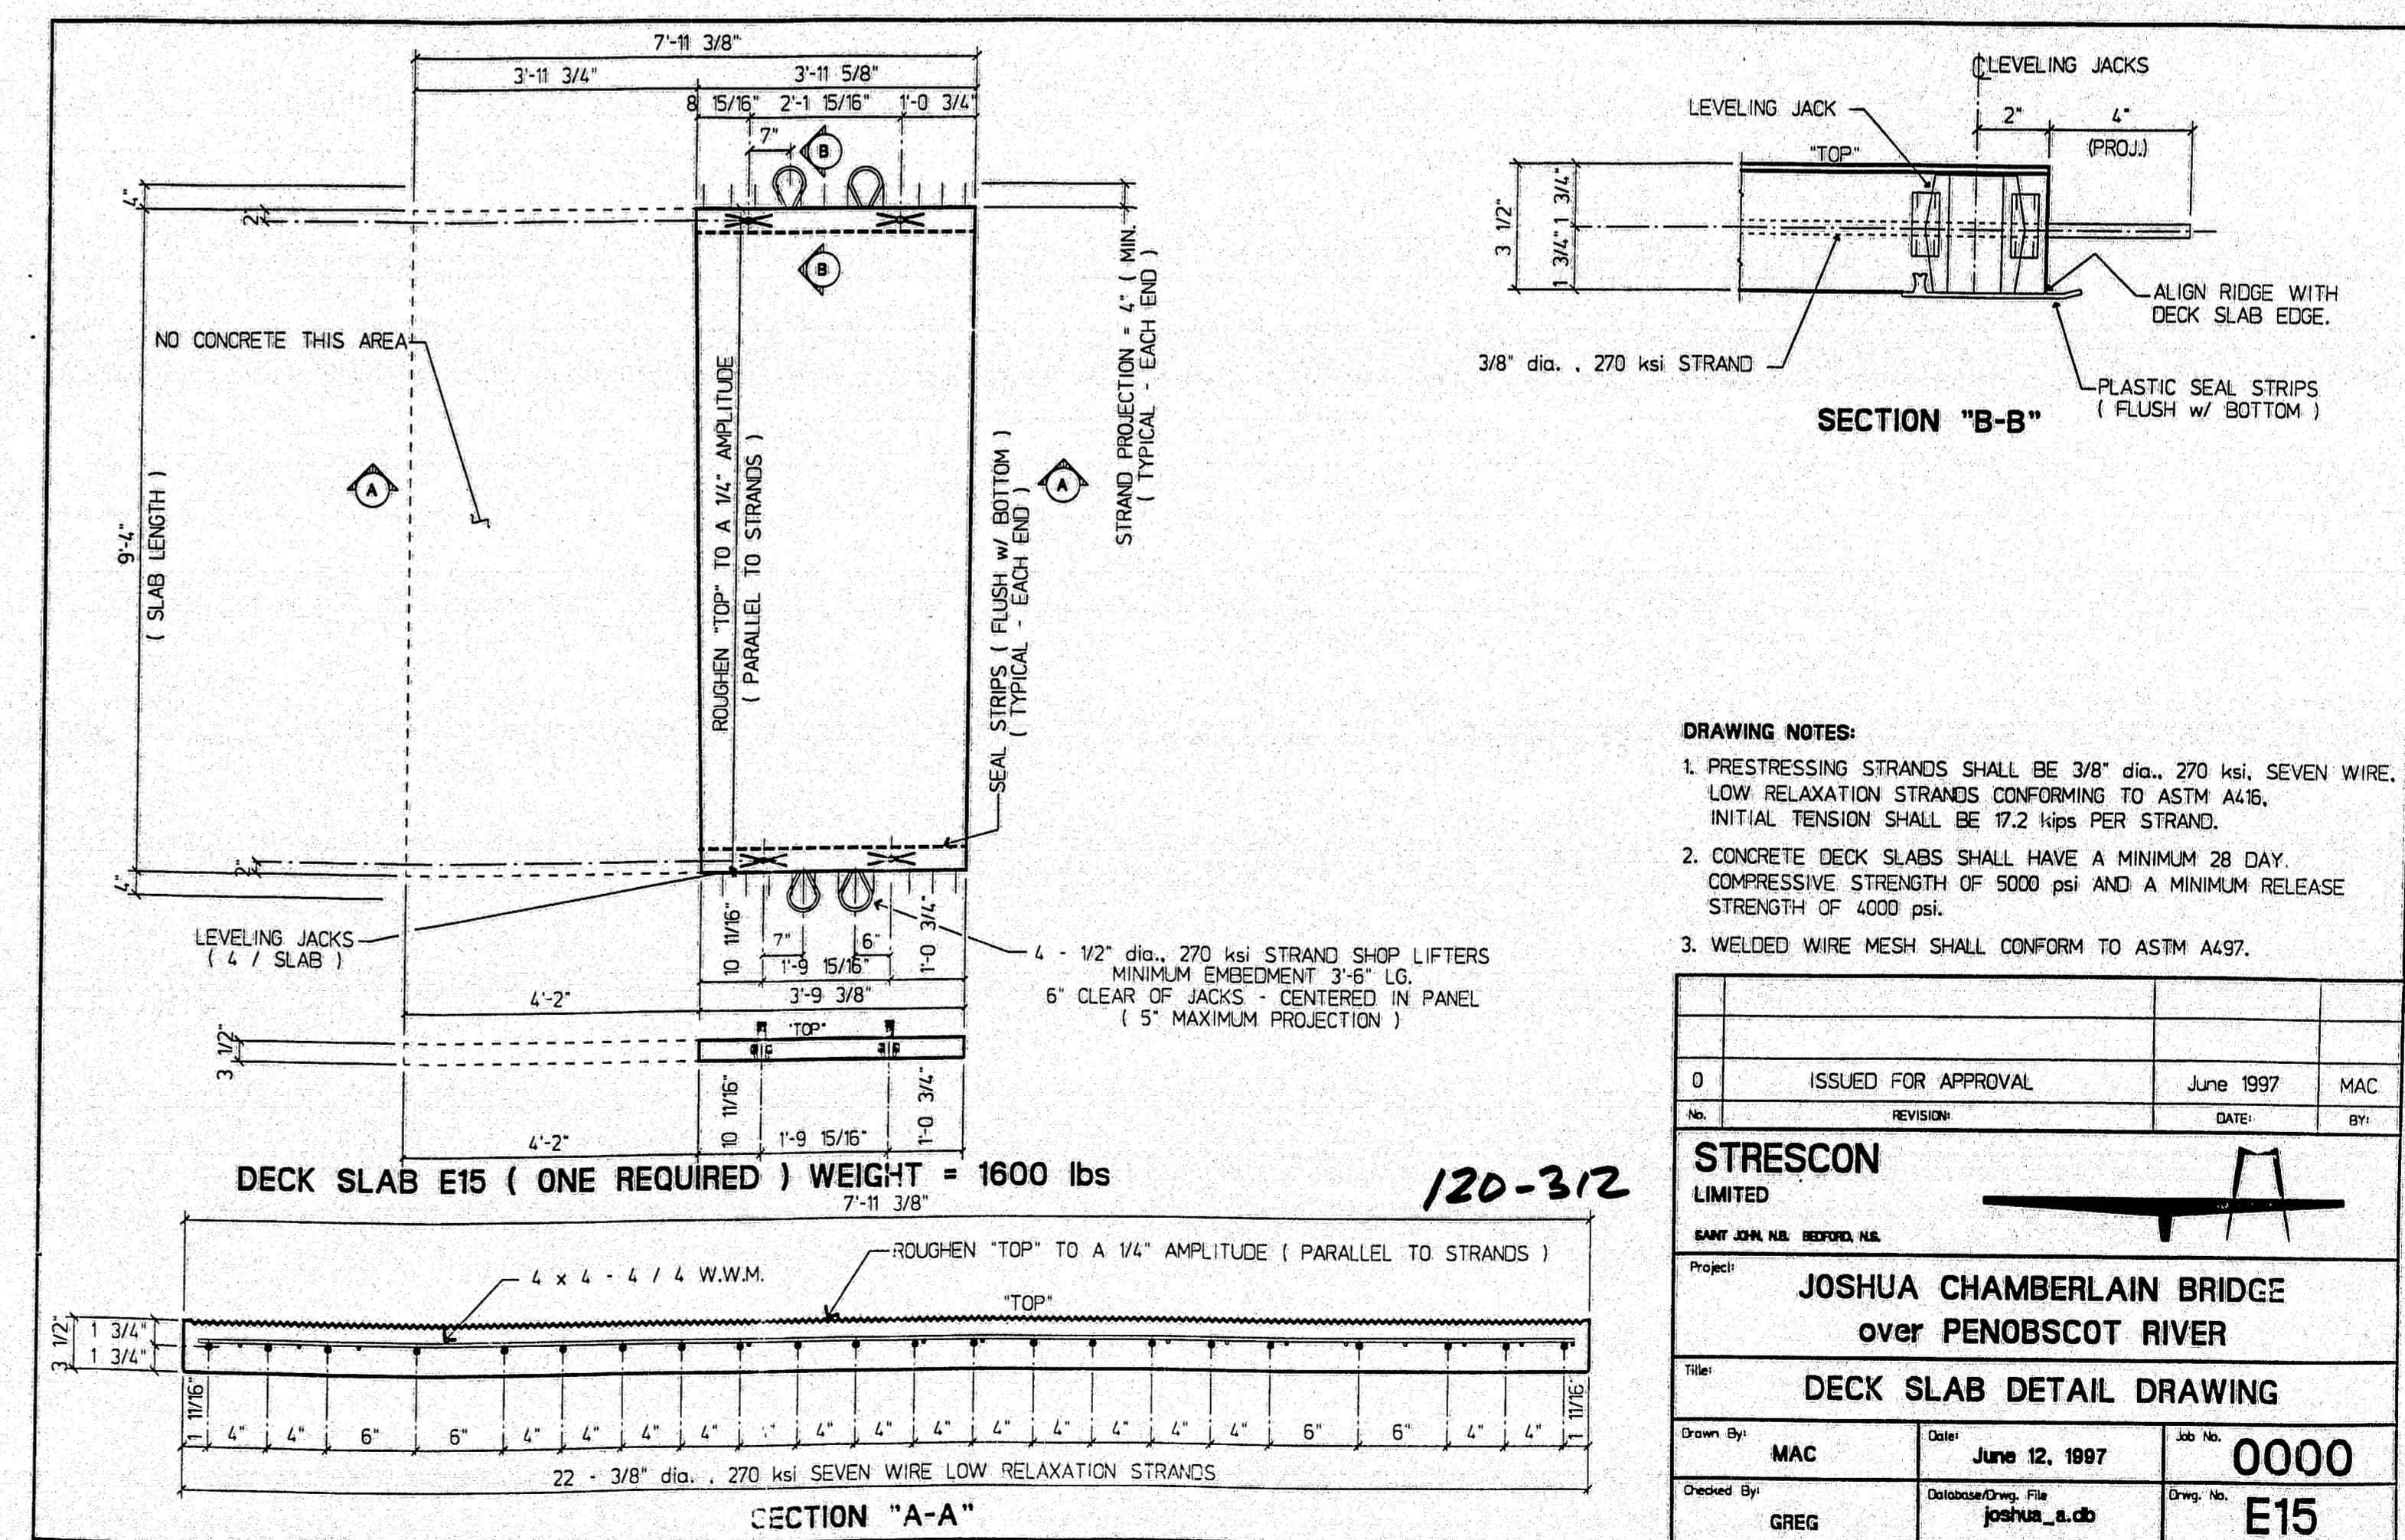 7'-11 3/8"
3'-11 3/4" 3'-11 5/8"
8 15/16" 2'-1 15/16" 1'-0 3/4"
7"
B
4"
2"
B
NO CONCRETE THIS AREA
A
A
9'-4"
( SLAB LENGTH )
ROUGHEN "TOP" TO A 1/4" AMPLITUDE
( PARALLEL TO STRANDS )
SEAL STRIPS ( FLUSH w/ BOTTOM )
( TYPICAL - EACH END )
STRAND PROJECTION = 4" ( MIN.
( TYPICAL - EACH END )
2"
4"
LEVELING JACKS
( 4 / SLAB )
10 11/16"
7"
6"
1'-0 3/4"
1'-9 15/16"
4'-2"
3'-9 3/8"
4 - 1/2" dia., 270 ksi STRAND SHOP LIFTERS
MINIMUM EMBEDMENT 3'-6" LG.
6" CLEAR OF JACKS - CENTERED IN PANEL
( 5" MAXIMUM PROJECTION )
3 1/2"
"TOP"
10 11/16"
1'-0 3/4"
4'-2"
1'-9 15/16"
DECK SLAB E15 ( ONE REQUIRED ) WEIGHT = 1600 lbs
120-312
7'-11 3/8"
ROUGHEN "TOP" TO A 1/4" AMPLITUDE ( PARALLEL TO STRANDS )
4 x 4 - 4 / 4 W.W.M.
"TOP"
3 1/2"
1 3/4"
1 3/4"
1 11/16"
4" 4" 6" 6" 4" 4" 4" 4" 4" 4" 4" 4" 4" 4" 4" 4" 6" 6" 4" 4"
1 11/16"
22 - 3/8" dia. , 270 ksi SEVEN WIRE LOW RELAXATION STRANDS
SECTION "A-A"
℄ LEVELING JACKS
LEVELING JACK
2"
4"
(PROJ.)
"TOP"
3 1/2"
1 3/4" 1 3/4"
ALIGN RIDGE WITH
DECK SLAB EDGE.
3/8" dia. , 270 ksi STRAND
PLASTIC SEAL STRIPS
( FLUSH w/ BOTTOM )
SECTION "B-B"
DRAWING NOTES:
1. PRESTRESSING STRANDS SHALL BE 3/8" dia., 270 ksi, SEVEN WIRE,
LOW RELAXATION STRANDS CONFORMING TO ASTM A416.
INITIAL TENSION SHALL BE 17.2 kips PER STRAND.
2. CONCRETE DECK SLABS SHALL HAVE A MINIMUM 28 DAY.
COMPRESSIVE STRENGTH OF 5000 psi AND A MINIMUM RELEASE
STRENGTH OF 4000 psi.
3. WELDED WIRE MESH SHALL CONFORM TO ASTM A497.
0 ISSUED FOR APPROVAL June 1997 MAC
No. REVISION: DATE: BY:
STRESCON
LIMITED
SAINT JOHN, N.B. BEDFORD, N.S.
Project:
JOSHUA CHAMBERLAIN BRIDGE
over PENOBSCOT RIVER
Title:
DECK SLAB DETAIL DRAWING
Drawn By: MAC
Date: June 12, 1997
Job No. 0000
Checked By: GREG
Database/Drwg. File joshua_a.db
Drwg. No. E15